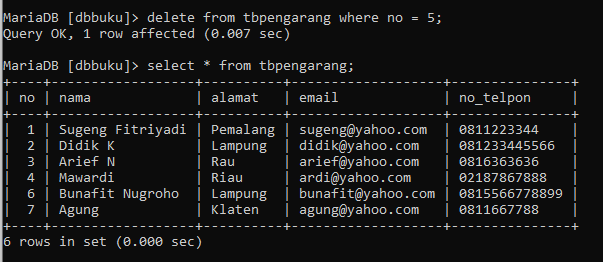 MariaDB [dbbuku]> delete from tbpengarang where no = 5;
Query OK, 1 row affected (0.007 sec)

MariaDB [dbbuku]> select * from tbpengarang;
+----+------------------+----------+-------------------+---------------+
| no | nama             | alamat   | email             | no_telpon     |
+----+------------------+----------+-------------------+---------------+
|  1 | Sugeng Fitriyadi | Pemalang | sugeng@yahoo.com  | 0811223344    |
|  2 | Didik K          | Lampung  | didik@yahoo.com   | 081233445566  |
|  3 | Arief N          | Rau      | arief@yahoo.com   | 0816363636    |
|  4 | Mawardi          | Riau     | ardi@yahoo.com    | 02187867888   |
|  6 | Bunafit Nugroho  | Lampung  | bunafit@yahoo.com | 0815566778899 |
|  7 | Agung            | Klaten   | agung@yahoo.com   | 0811667788    |
+----+------------------+----------+-------------------+---------------+
6 rows in set (0.000 sec)